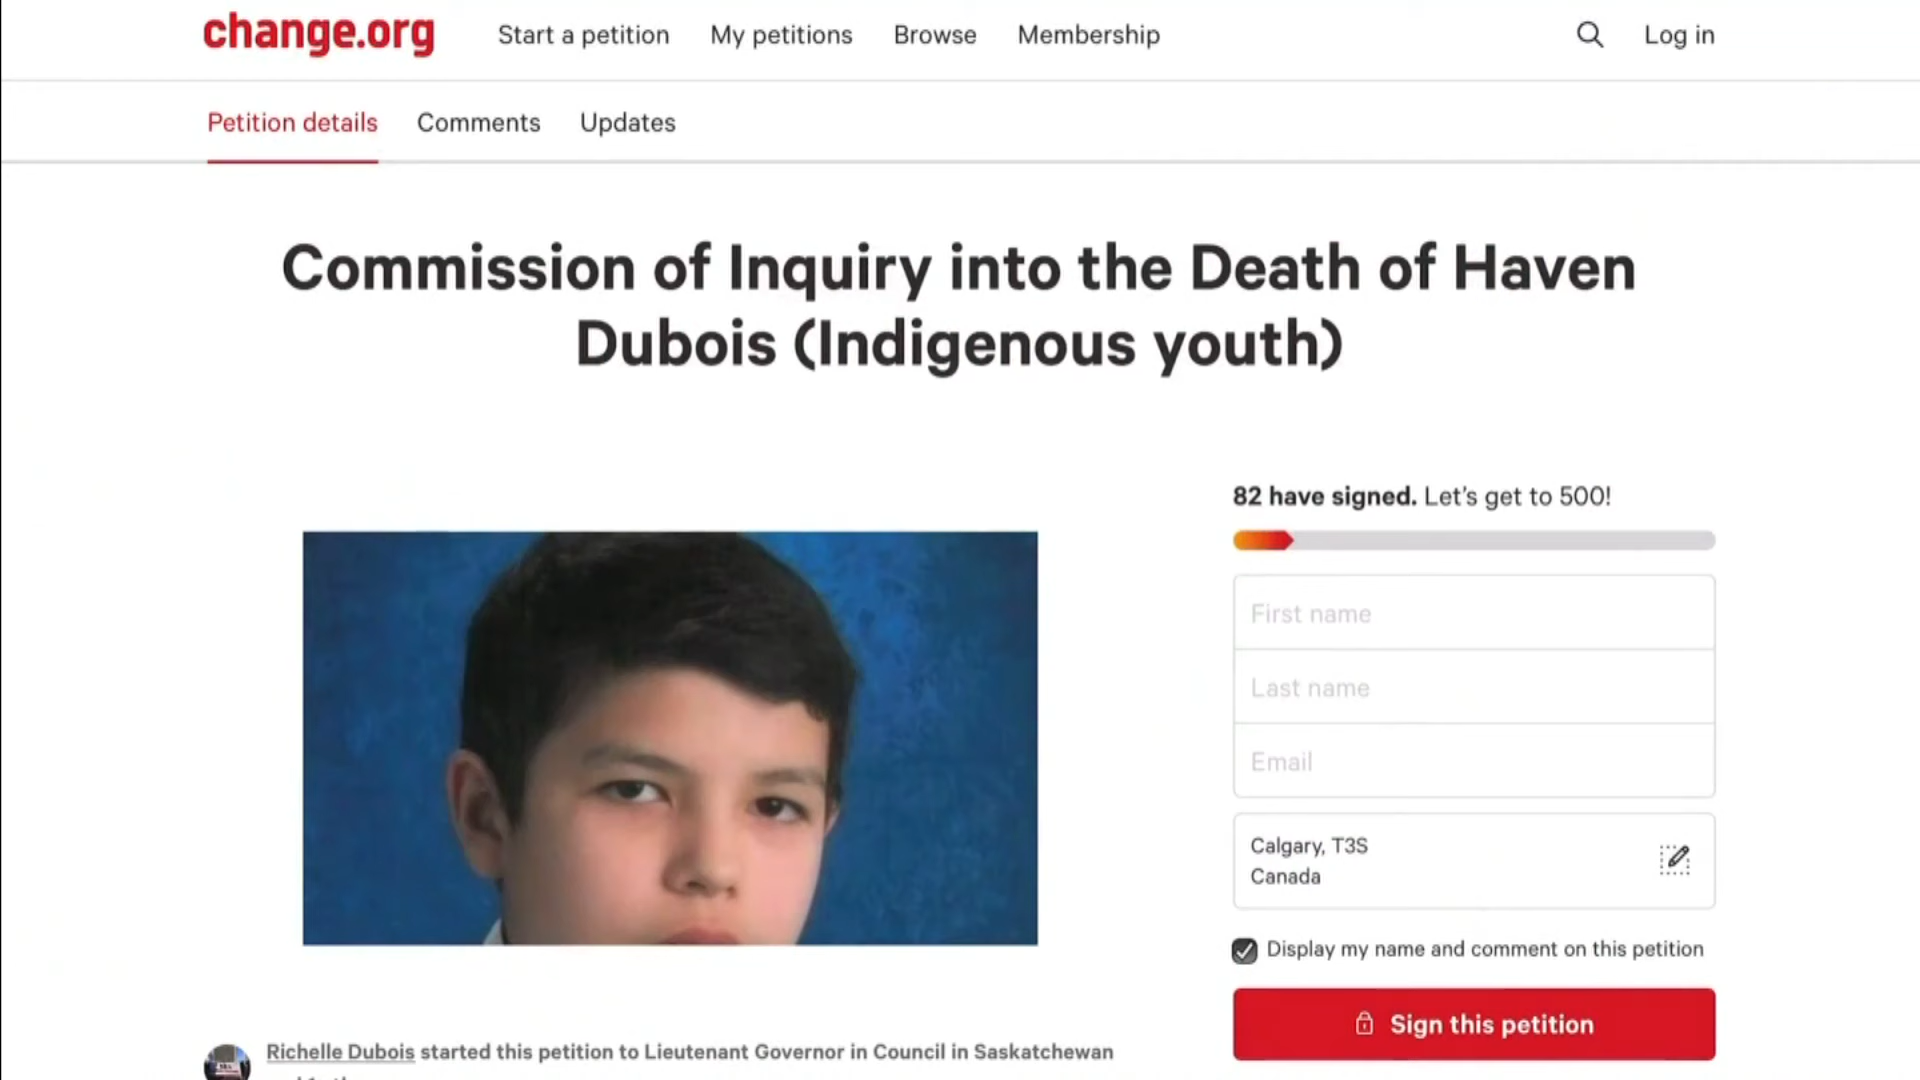 change.org
Start a petition
My petitions
Browse
Membership
Log in
Petition details
Comments
Updates
Commission of Inquiry into the Death of Haven
Dubois (Indigenous youth)
82 have signed. Let's get to 500!
First name
Last name
Email
Calgary, T3S
Canada
Display my name and comment on this petition
Sign this petition
Richelle Dubois started this petition to Lieutenant Governor in Council in Saskatchewan